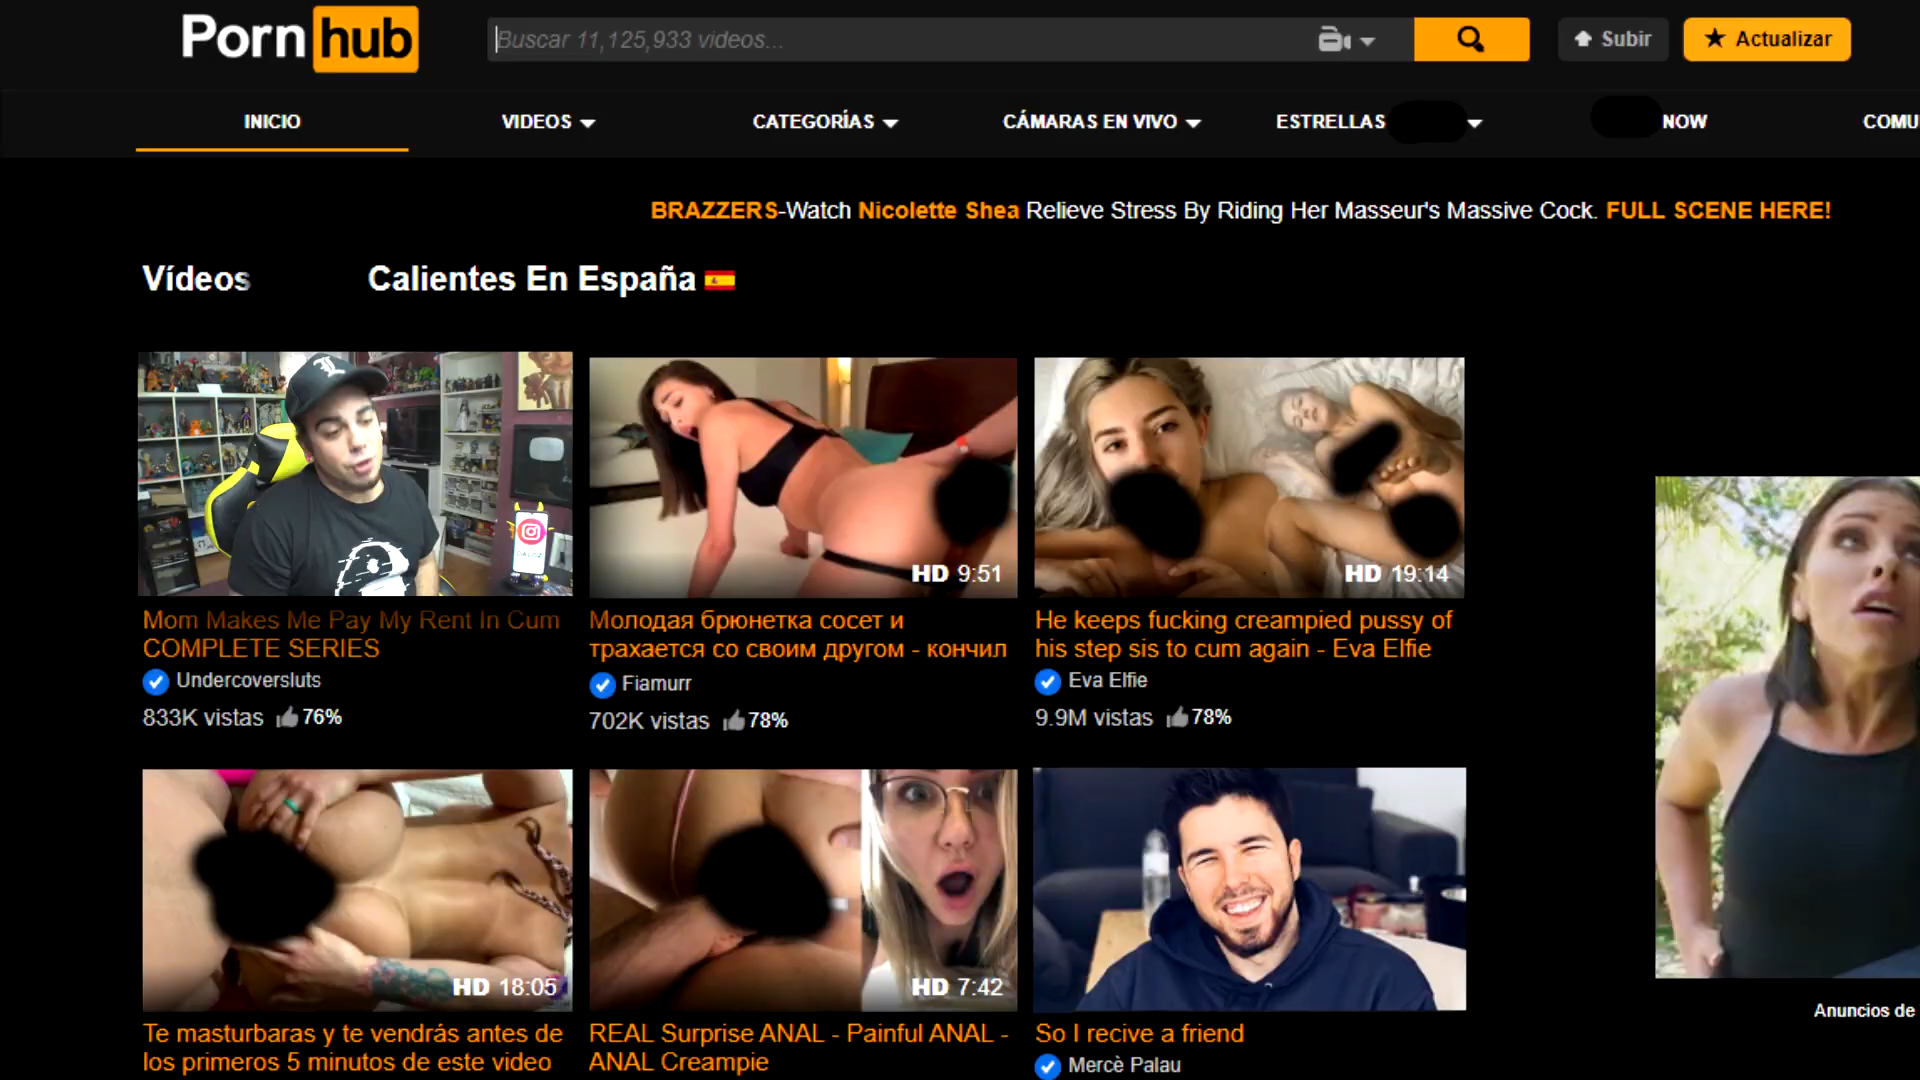 Porn hub
Buscar 11,125,933 videos...
Subir
Actualizar
INICIO
VIDEOS
CATEGORÍAS
CÁMARAS EN VIVO
ESTRELLAS
NOW
COMU
BRAZZERS-Watch Nicolette Shea Relieve Stress By Riding Her Masseur's Massive Cock. FULL SCENE HERE!
Vídeos Calientes En España
HD 9:51
HD 19:14
Mom Makes Me Pay My Rent In Cum
COMPLETE SERIES
Undercoversluts
833K vistas 76%
Молодая брюнетка сосет и
трахается со своим другом - кончил
Fiamurr
702K vistas 78%
He keeps fucking creampied pussy of
his step sis to cum again - Eva Elfie
Eva Elfie
9.9M vistas 78%
HD 18:05
HD 7:42
Te masturbaras y te vendrás antes de
los primeros 5 minutos de este video
REAL Surprise ANAL - Painful ANAL -
ANAL Creampie
So I recive a friend
Mercè Palau
Anuncios de